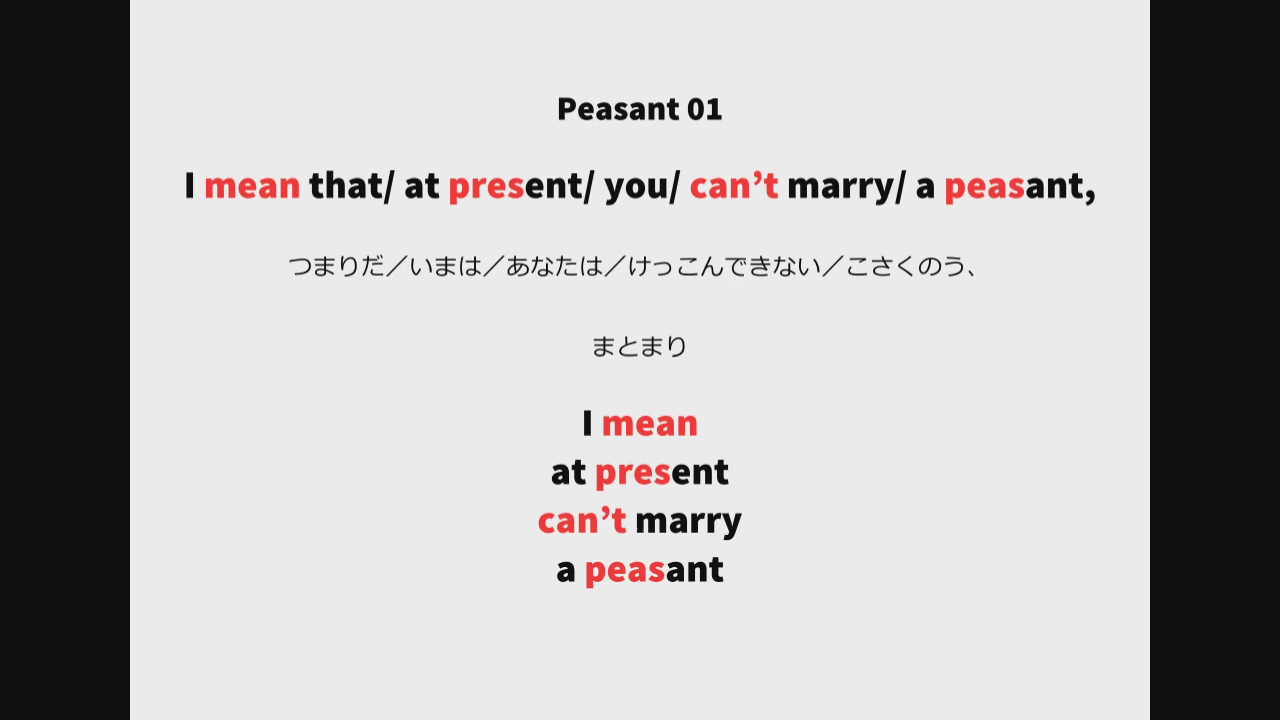 Peasant 01
I mean that/ at present/ you/ can’t marry/ a peasant,
つまりだ／いまは／あなたは／けっこんできない／こさくのう、
まとまり
I mean
at present
can’t marry
a peasant